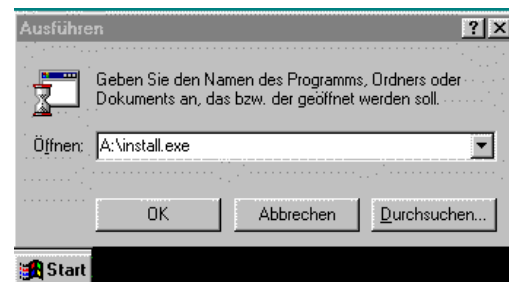 Ausführen
Geben Sie den Namen des Programms, Ordners oder
Dokuments an, das bzw. der geöffnet werden soll.
Öffnen: A:\install.exe
OK Abbrechen Durchsuchen...
Start